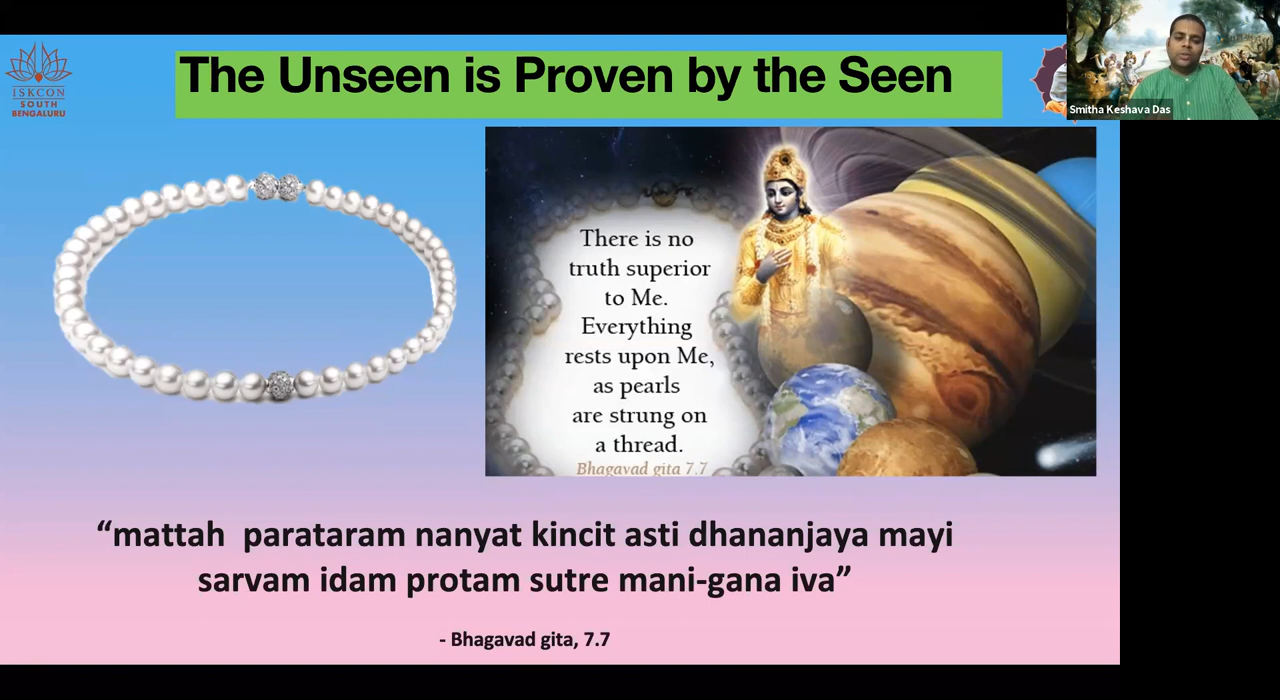 The Unseen is Proven by the Seen
ISKCON
SOUTH
BENGALURU
Smitha Keshava Das
There is no
truth superior
to Me.
Everything
rests upon Me,
as pearls
are strung on
a thread.
Bhagavad gita 7.7
“mattah parataram nanyat kincit asti dhananjaya mayi
sarvam idam protam sutre mani-gana iva”
- Bhagavad gita, 7.7